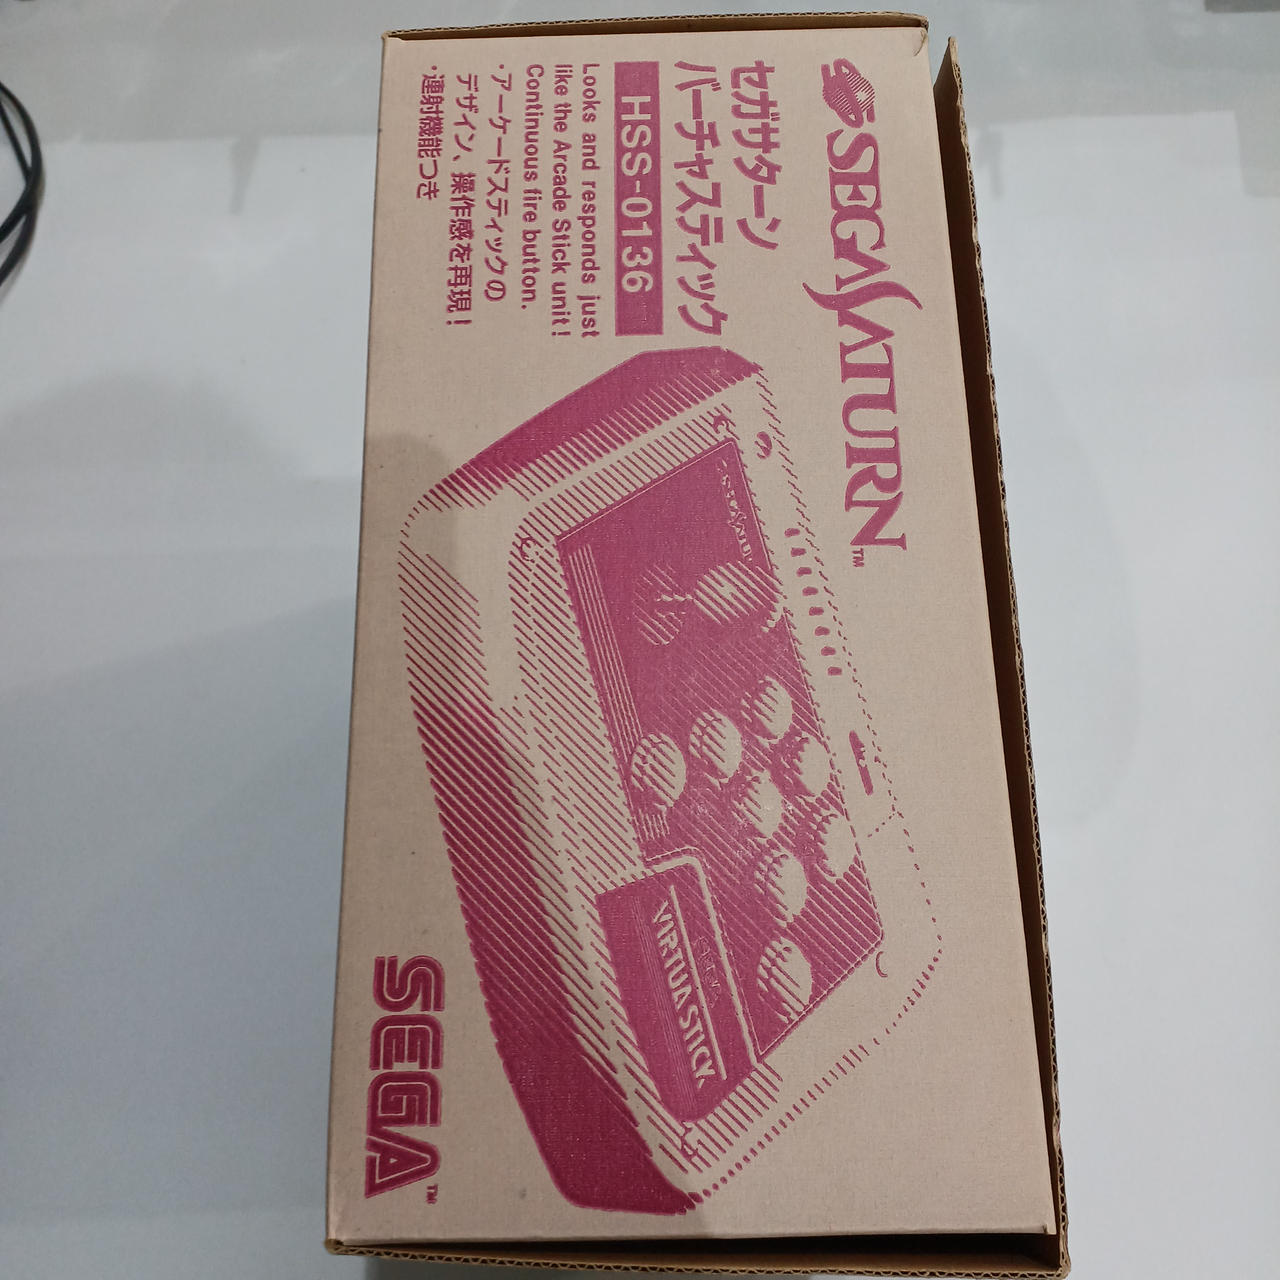 SEGA SATURN™
セガサターン
バーチャスティック
HSS-0136
Looks and responds just
like the Arcade Stick unit!
Continuous fire button.
・アーケードスティックの
デザイン、操作感を再現！
・連射機能つき
SEGA SATURN
VIRTUA STICK
SEGA™